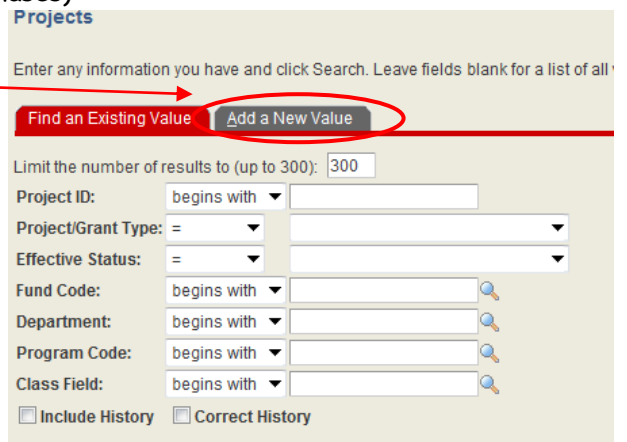 Projects
Enter any information you have and click Search. Leave fields blank for a list of all
Find an Existing Value Add a New Value
Limit the number of results to (up to 300): 300
Project ID: begins with
Project/Grant Type: =
Effective Status: =
Fund Code: begins with
Department: begins with
Program Code: begins with
Class Field: begins with
Include History Correct History